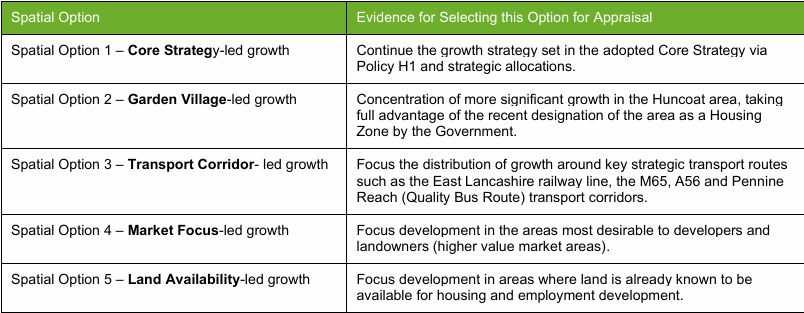 Spatial Option
Evidence for Selecting this Option for Appraisal
Spatial Option 1 – Core Strategy-led growth
Continue the growth strategy set in the adopted Core Strategy via
Policy H1 and strategic allocations.
Spatial Option 2 – Garden Village-led growth
Concentration of more significant growth in the Huncoat area, taking
full advantage of the recent designation of the area as a Housing
Zone by the Government.
Spatial Option 3 – Transport Corridor- led growth
Focus the distribution of growth around key strategic transport routes
such as the East Lancashire railway line, the M65, A56 and Pennine
Reach (Quality Bus Route) transport corridors.
Spatial Option 4 – Market Focus-led growth
Focus development in the areas most desirable to developers and
landowners (higher value market areas).
Spatial Option 5 – Land Availability-led growth
Focus development in areas where land is already known to be
available for housing and employment development.